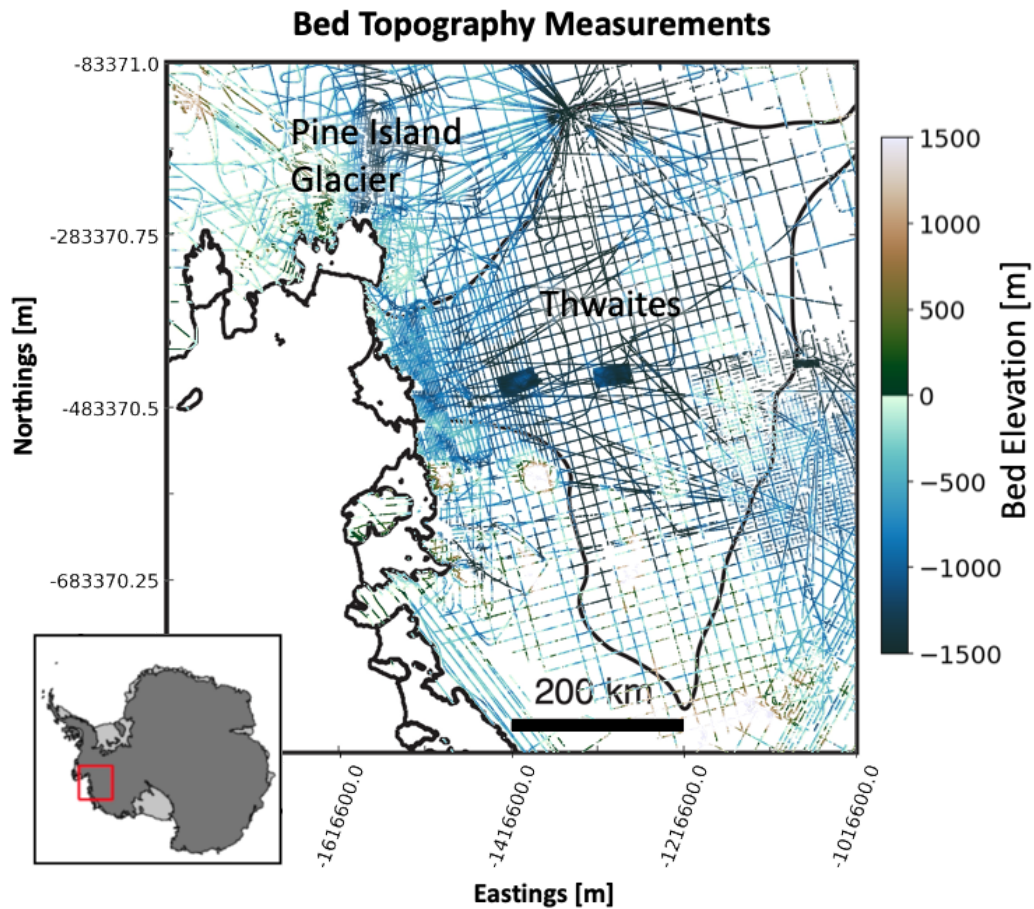 Bed Topography Measurements
-83371.0
-283370.75
-483370.5
-683370.25
Northings [m]
Pine Island
Glacier
Thwaites
200 km
1500
1000
500
0
−500
−1000
−1500
Bed Elevation [m]
-1616600.0
-1416600.0
-1216600.0
-1016600.0
Eastings [m]